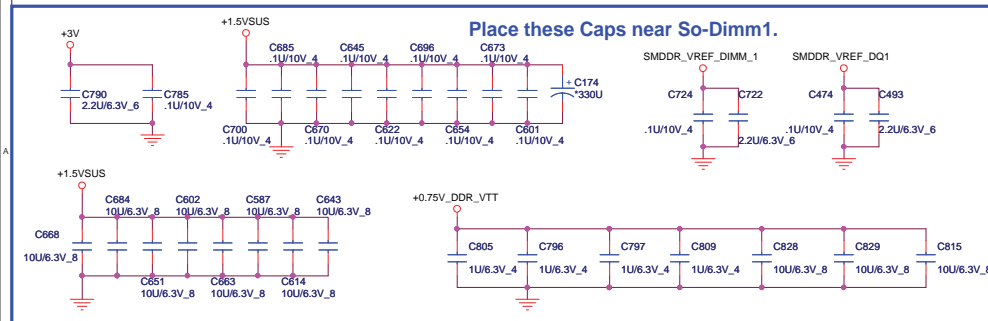 Place these Caps near So-Dimm1.
+3V
C790
2.2U/6.3V_6
C785
.1U/10V_4
+1.5VSUS
C685
.1U/10V_4
C645
.1U/10V_4
C696
.1U/10V_4
C673
.1U/10V_4
+
C174
*330U
C700
.1U/10V_4
C670
.1U/10V_4
C622
.1U/10V_4
C654
.1U/10V_4
C601
.1U/10V_4
SMDDR_VREF_DIMM_1
C724
.1U/10V_4
C722
2.2U/6.3V_6
SMDDR_VREF_DQ1
C474
.1U/10V_4
C493
2.2U/6.3V_6
A
+1.5VSUS
C684
10U/6.3V_8
C602
10U/6.3V_8
C587
10U/6.3V_8
C643
10U/6.3V_8
C668
10U/6.3V_8
C651
10U/6.3V_8
C663
10U/6.3V_8
C614
10U/6.3V_8
+0.75V_DDR_VTT
C805
1U/6.3V_4
C796
1U/6.3V_4
C797
1U/6.3V_4
C809
1U/6.3V_4
C828
10U/6.3V_8
C829
10U/6.3V_8
C815
10U/6.3V_8